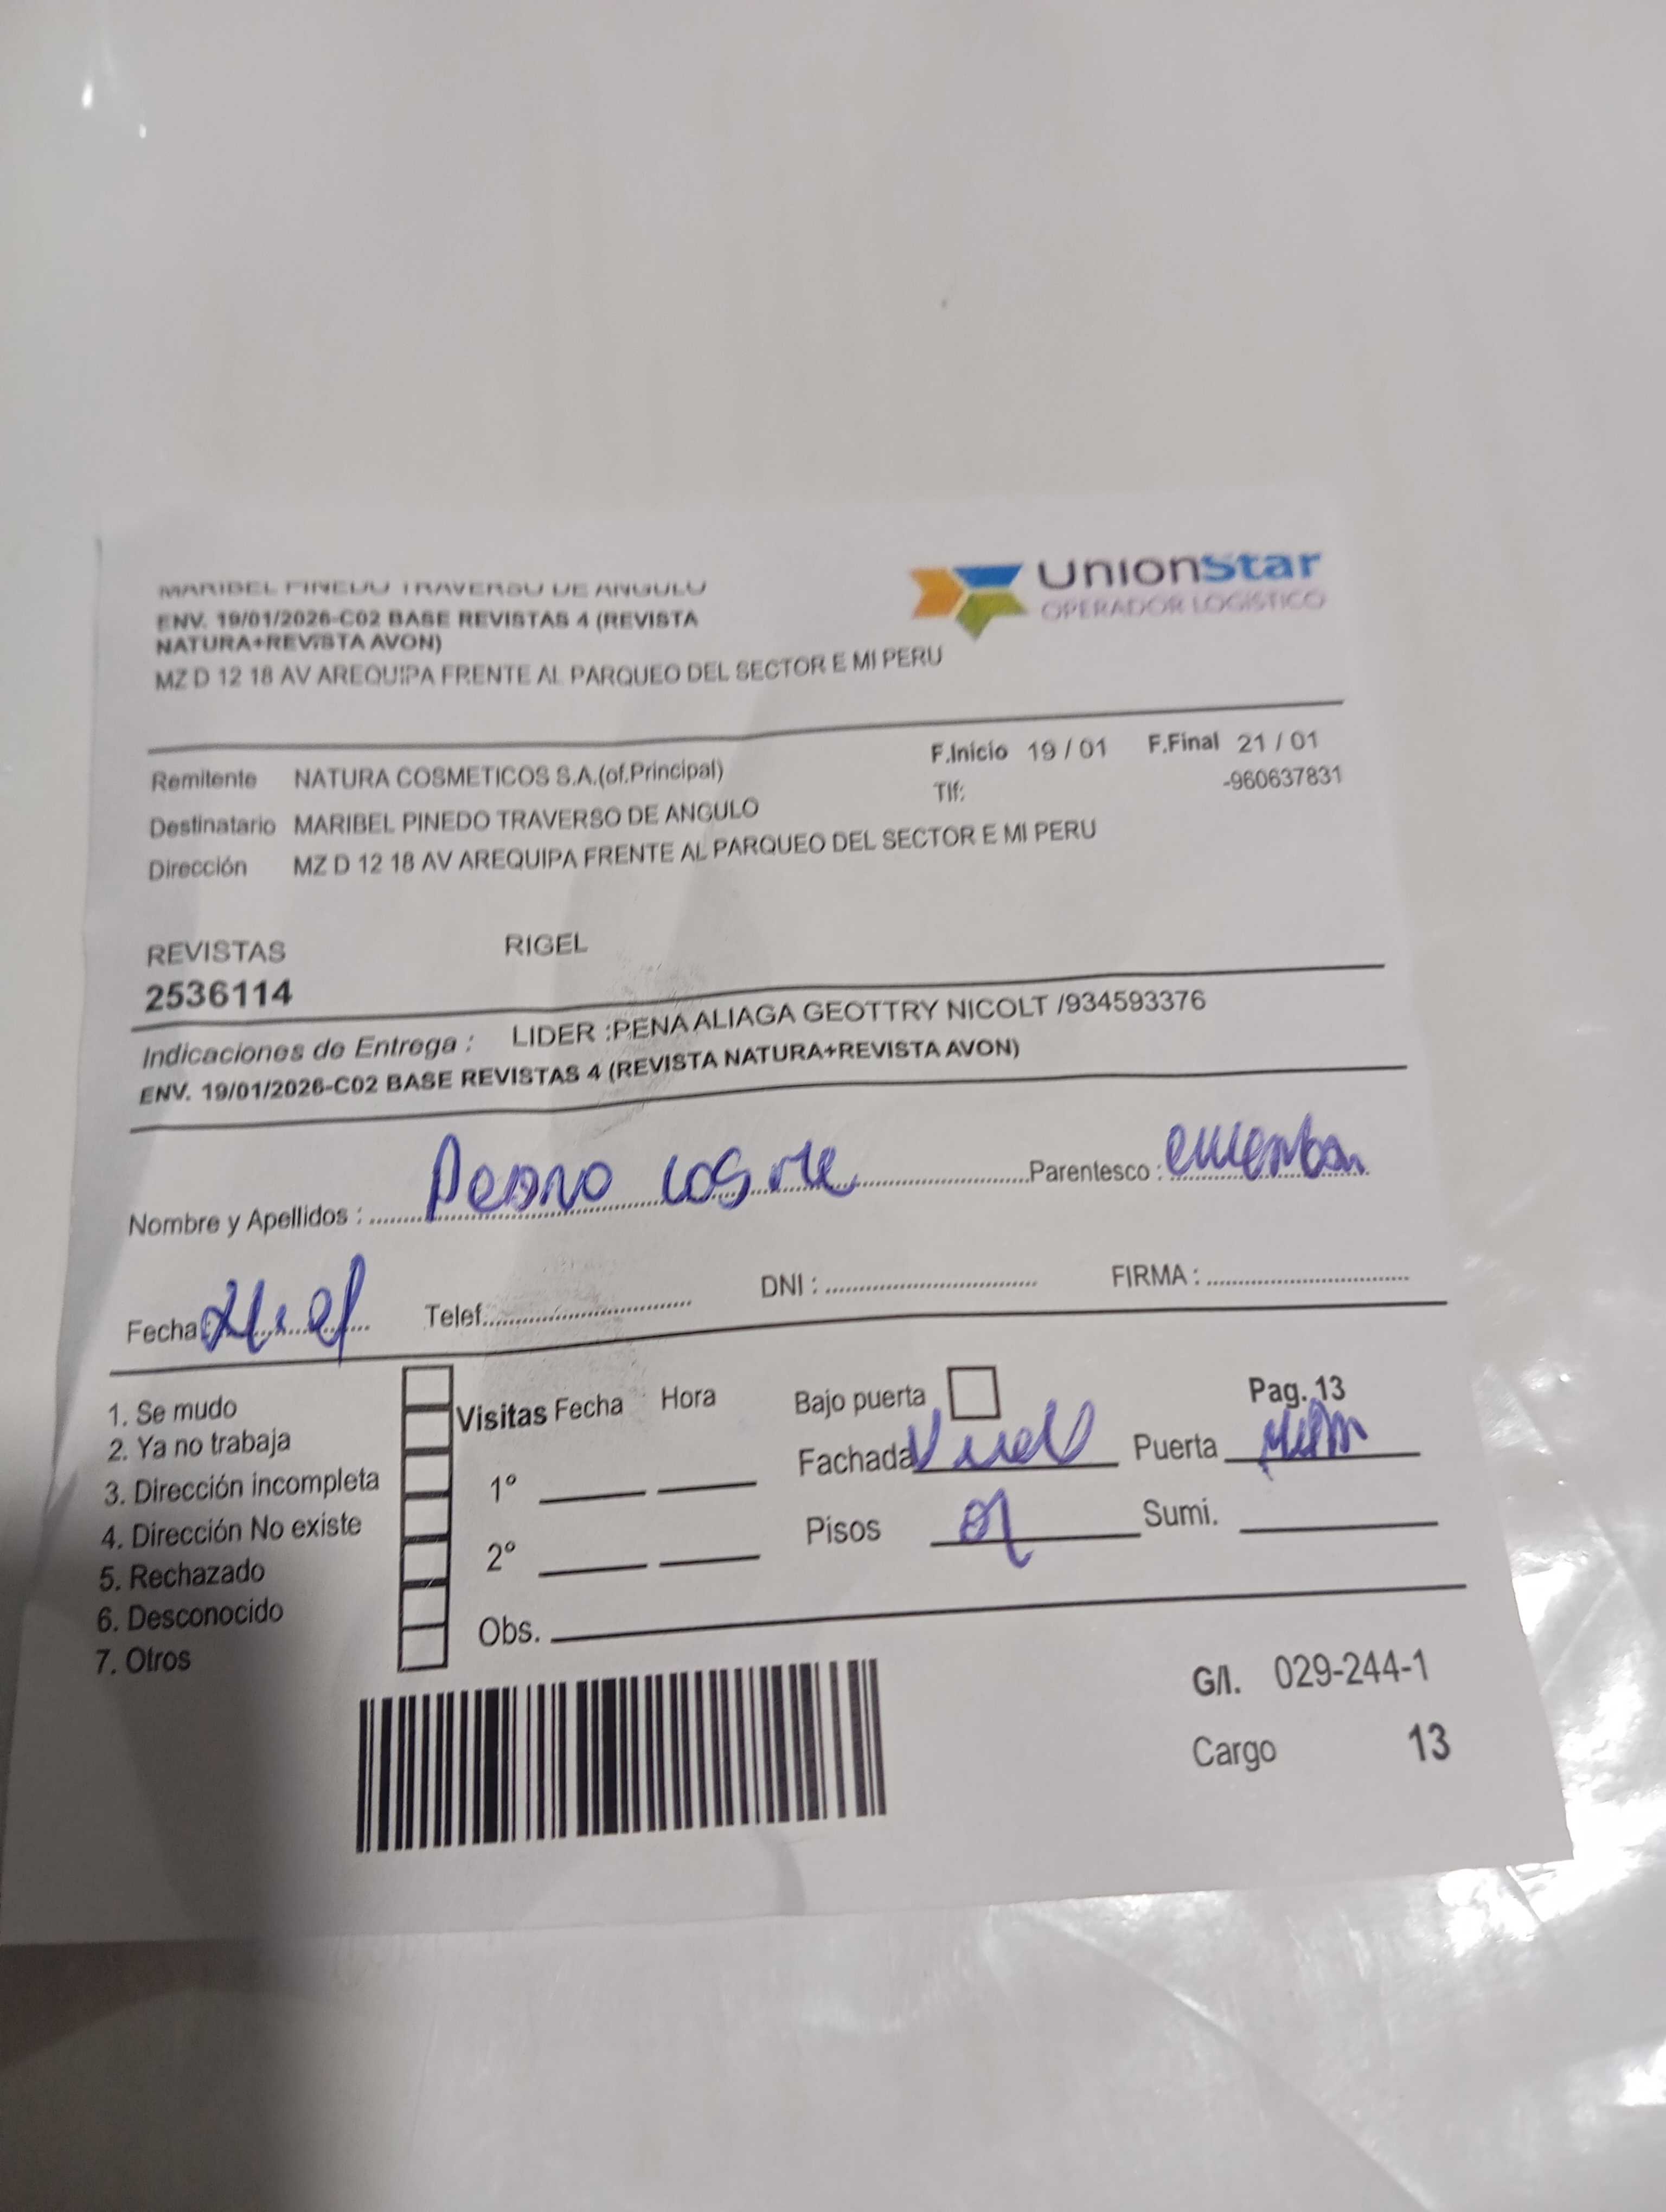 MARIBEL PINEDO TRAVERSO DE ANGULO
UnionStar
OPERADOR LOGÍSTICO
ENV. 19/01/2026-C02 BASE REVISTAS 4 (REVISTA
NATURA+REVISTA AVON)
MZ D 12 18 AV AREQUIPA FRENTE AL PARQUEO DEL SECTOR E MI PERU
Remitente NATURA COSMETICOS S.A.(of.Principal) F.Inicio 19 / 01 F.Final 21 / 01
Destinatario MARIBEL PINEDO TRAVERSO DE ANGULO Tlf: -960637831
Dirección MZ D 12 18 AV AREQUIPA FRENTE AL PARQUEO DEL SECTOR E MI PERU
REVISTAS RIGEL
2536114
Indicaciones de Entrega : LIDER :PENA ALIAGA GEOTTRY NICOLT /934593376
ENV. 19/01/2026-C02 BASE REVISTAS 4 (REVISTA NATURA+REVISTA AVON)
Nombre y Apellidos : Pedro Parentesco :
Fecha Telef. DNI : FIRMA :
1. Se mudo
2. Ya no trabaja
3. Dirección incompleta
4. Dirección No existe
5. Rechazado
6. Desconocido
7. Otros
Visitas Fecha Hora
1º
2º
Obs.
Bajo puerta Pag. 13
Fachada Puerta
Pisos 01 Sumi.
G/I. 029-244-1
Cargo 13